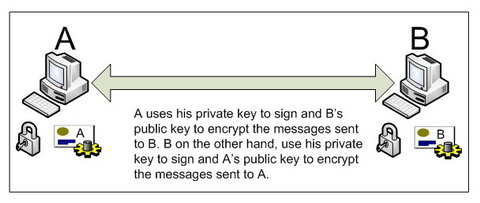 A
B
A uses his private key to sign and B's
public key to encrypt the messages sent
to B. B on the other hand, use his private
key to sign and A's public key to encrypt
the messages sent to A.
A
B